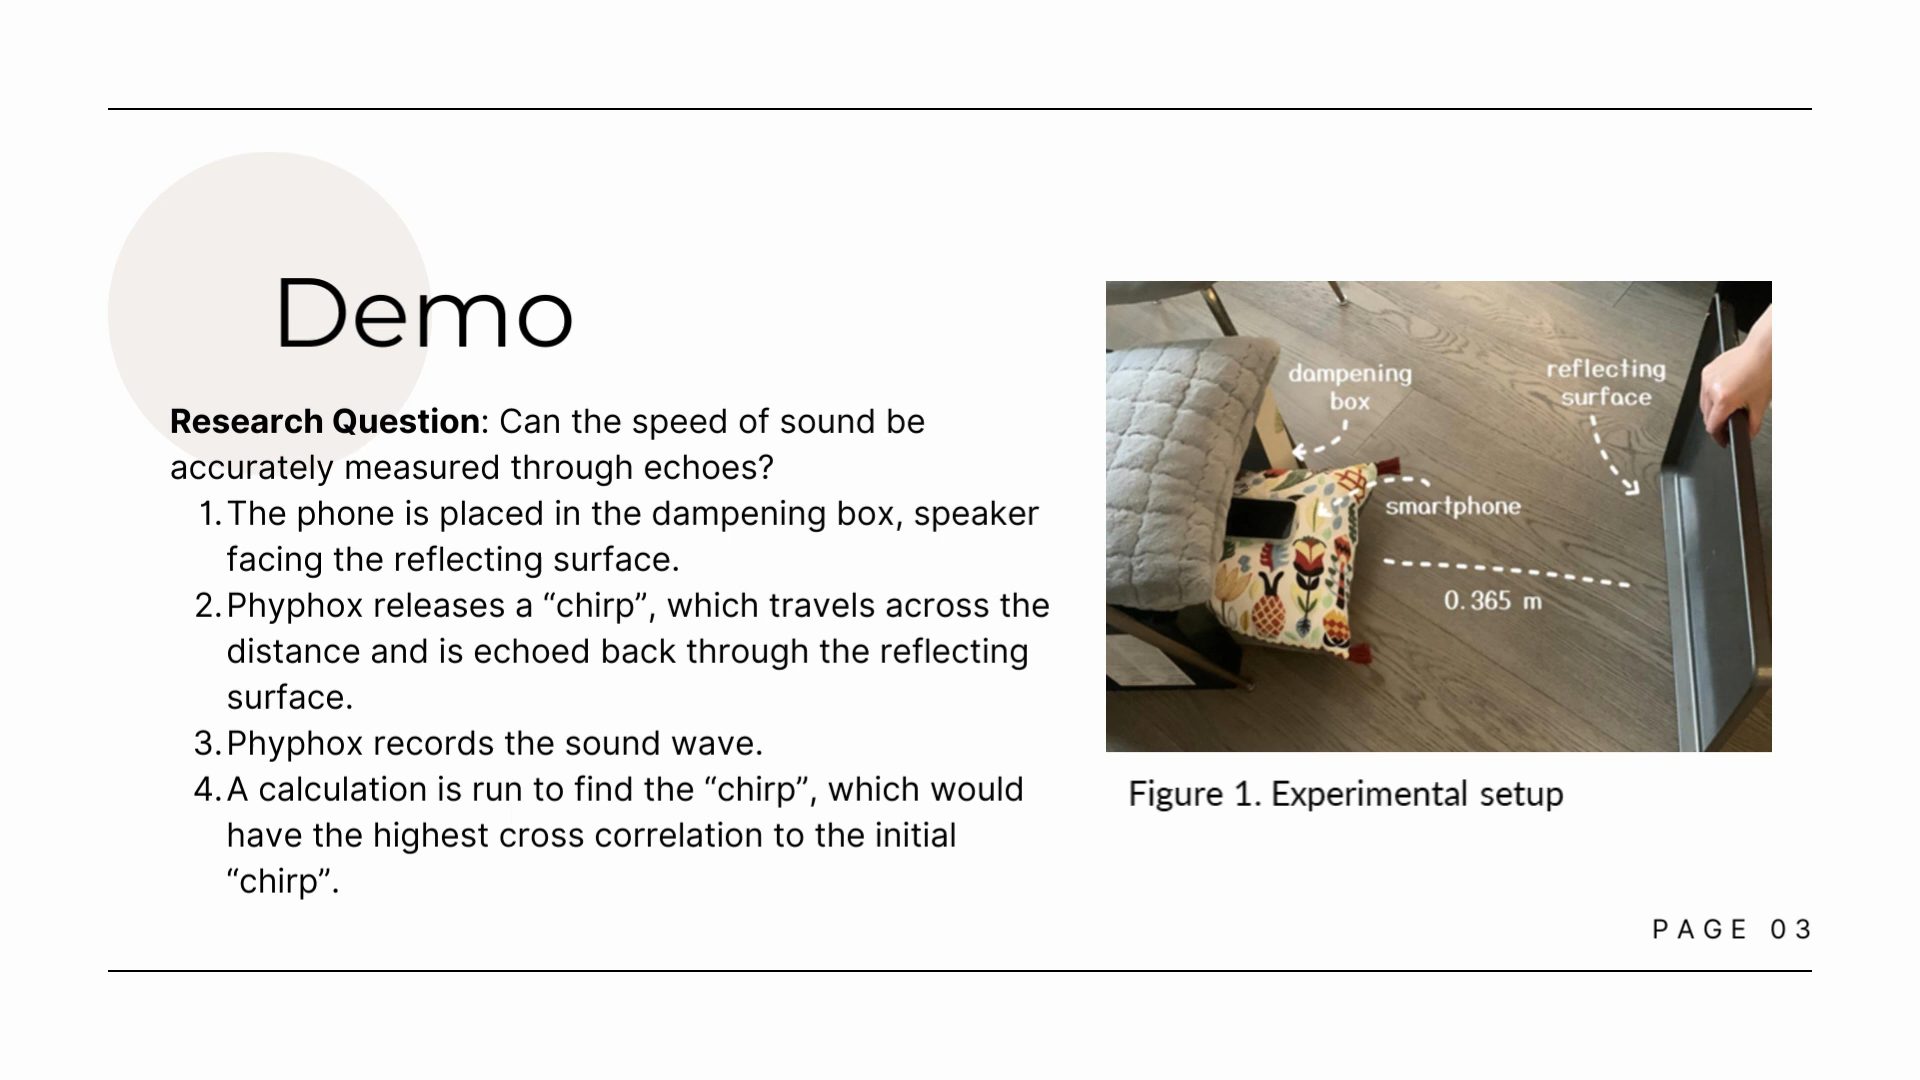 Demo
Research Question: Can the speed of sound be
accurately measured through echoes?
1. The phone is placed in the dampening box, speaker
facing the reflecting surface.
2. Phyphox releases a “chirp”, which travels across the
distance and is echoed back through the reflecting
surface.
3. Phyphox records the sound wave.
4. A calculation is run to find the “chirp”, which would
have the highest cross correlation to the initial
“chirp”.
dampening
box
reflecting
surface
smartphone
0.365 m
Figure 1. Experimental setup
PAGE 03